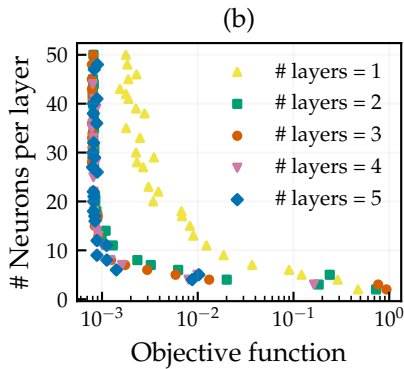 (b)
# Neurons per layer
50
40
30
20
10
0
# layers = 1
# layers = 2
# layers = 3
# layers = 4
# layers = 5
10⁻³ 10⁻² 10⁻¹ 10⁰
Objective function